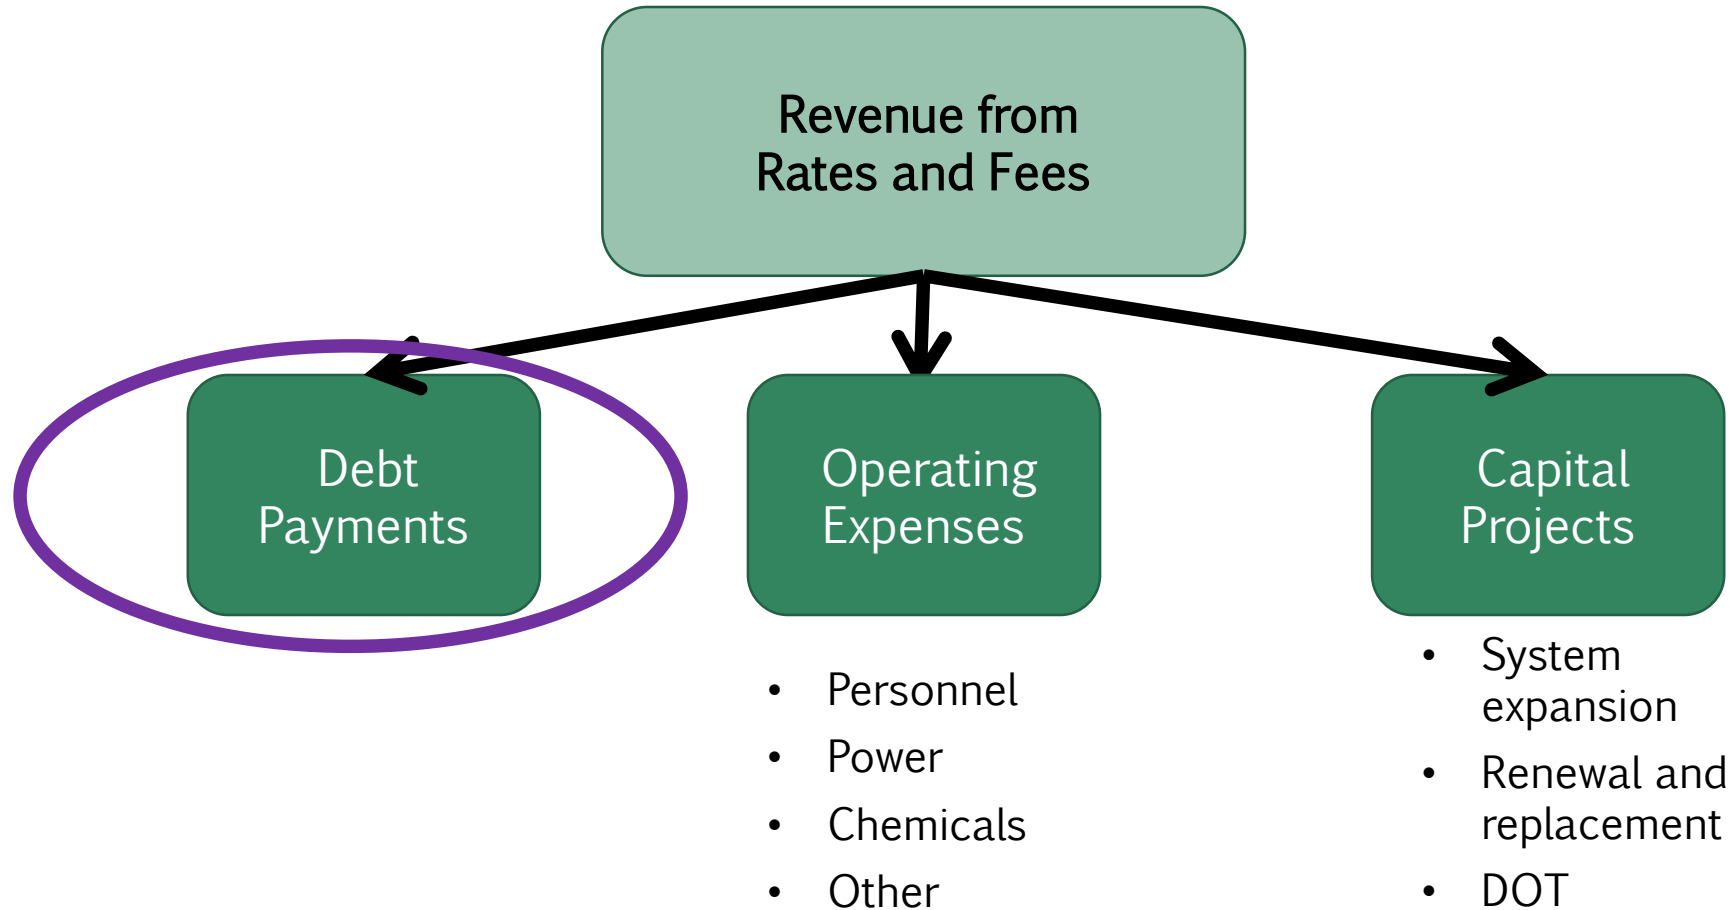 Revenue from
Rates and Fees
Debt
Payments
Operating
Expenses
• Personnel
• Power
• Chemicals
• Other
Capital
Projects
• System
expansion
• Renewal and
replacement
• DOT